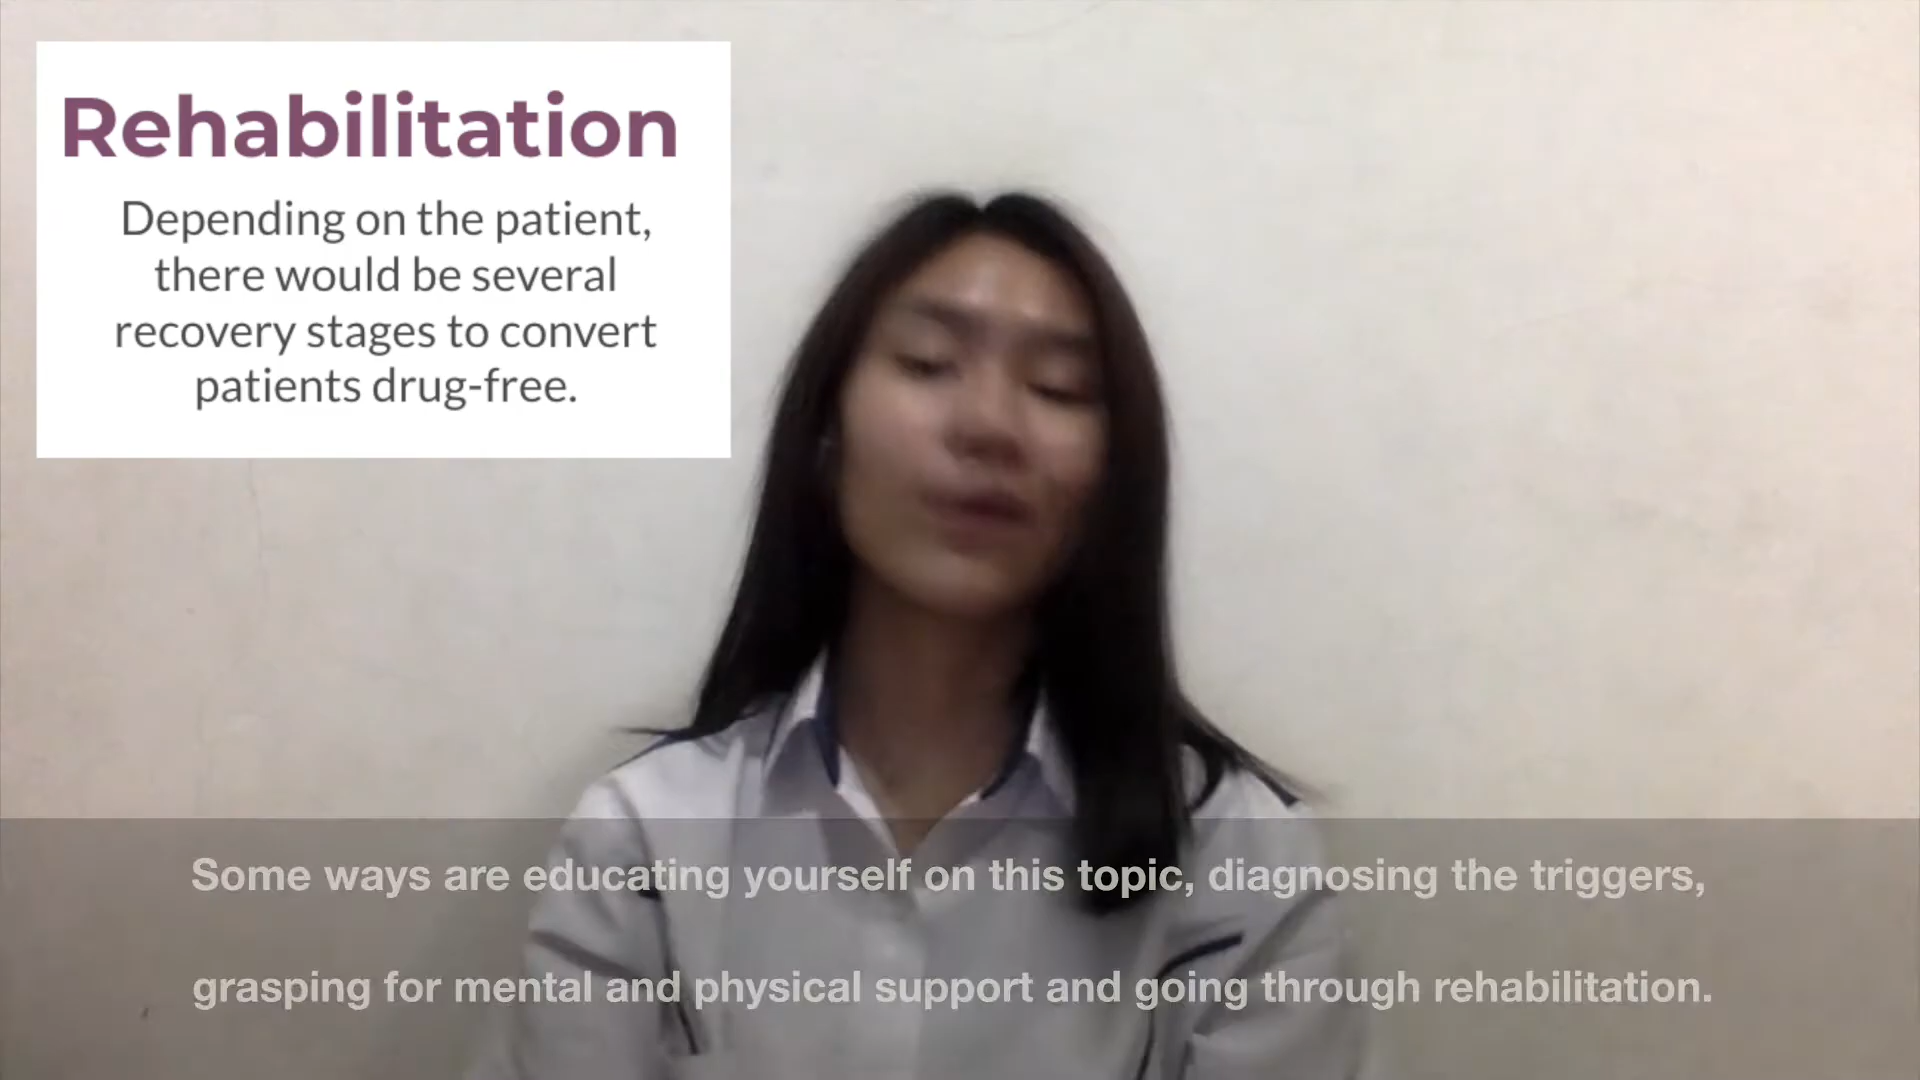 Rehabilitation
Depending on the patient,
there would be several
recovery stages to convert
patients drug-free.
Some ways are educating yourself on this topic, diagnosing the triggers,
grasping for mental and physical support and going through rehabilitation.